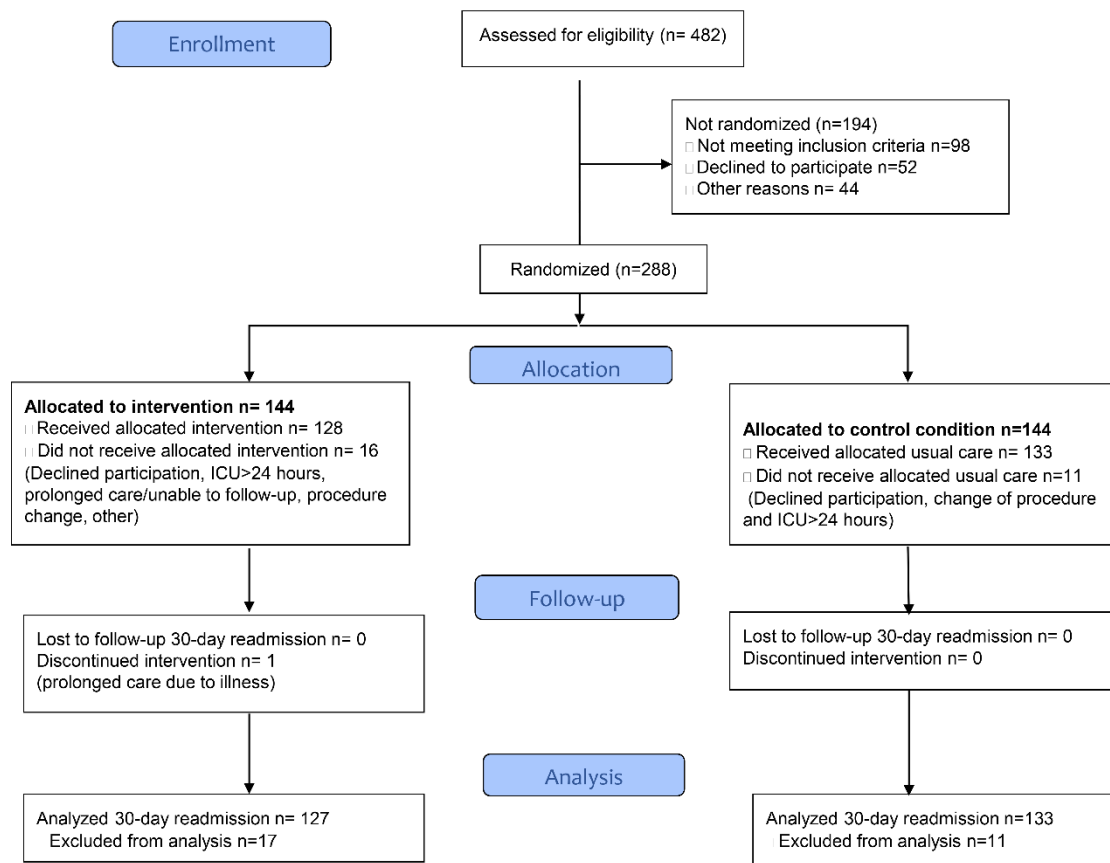 Enrollment
Assessed for eligibility (n= 482)
Not randomized (n=194)
□ Not meeting inclusion criteria n=98
□ Declined to participate n=52
□ Other reasons n= 44
Randomized (n=288)
Allocation
Allocated to intervention n= 144
□ Received allocated intervention n= 128
□ Did not receive allocated intervention n= 16
(Declined participation, ICU>24 hours,
prolonged care/unable to follow-up, procedure
change, other)
Allocated to control condition n=144
□ Received allocated usual care n= 133
□ Did not receive allocated usual care n=11
(Declined participation, change of procedure
and ICU>24 hours)
Follow-up
Lost to follow-up 30-day readmission n= 0
Discontinued intervention n= 1
(prolonged care due to illness)
Lost to follow-up 30-day readmission n= 0
Discontinued intervention n= 0
Analysis
Analyzed 30-day readmission n= 127
Excluded from analysis n=17
Analyzed 30-day readmission n=133
Excluded from analysis n=11